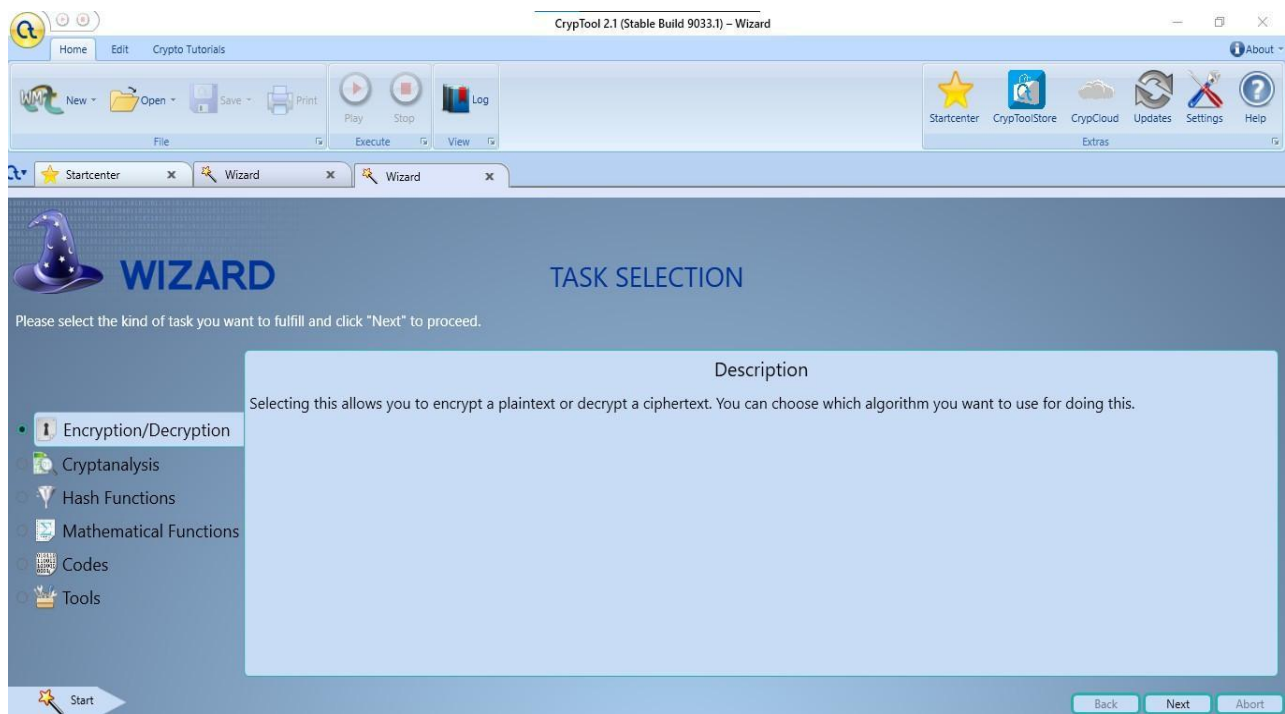 CrypTool 2.1 (Stable Build 9033.1) – Wizard
Home Edit Crypto Tutorials About
New Open Save Print Play Stop Log Startcenter CrypToolStore CrypCloud Updates Settings Help
File Execute View Extras
Startcenter Wizard Wizard
WIZARD
TASK SELECTION
Please select the kind of task you want to fulfill and click "Next" to proceed.
Description
Selecting this allows you to encrypt a plaintext or decrypt a ciphertext. You can choose which algorithm you want to use for doing this.
Encryption/Decryption
Cryptanalysis
Hash Functions
Mathematical Functions
Codes
Tools
Start
Back Next Abort